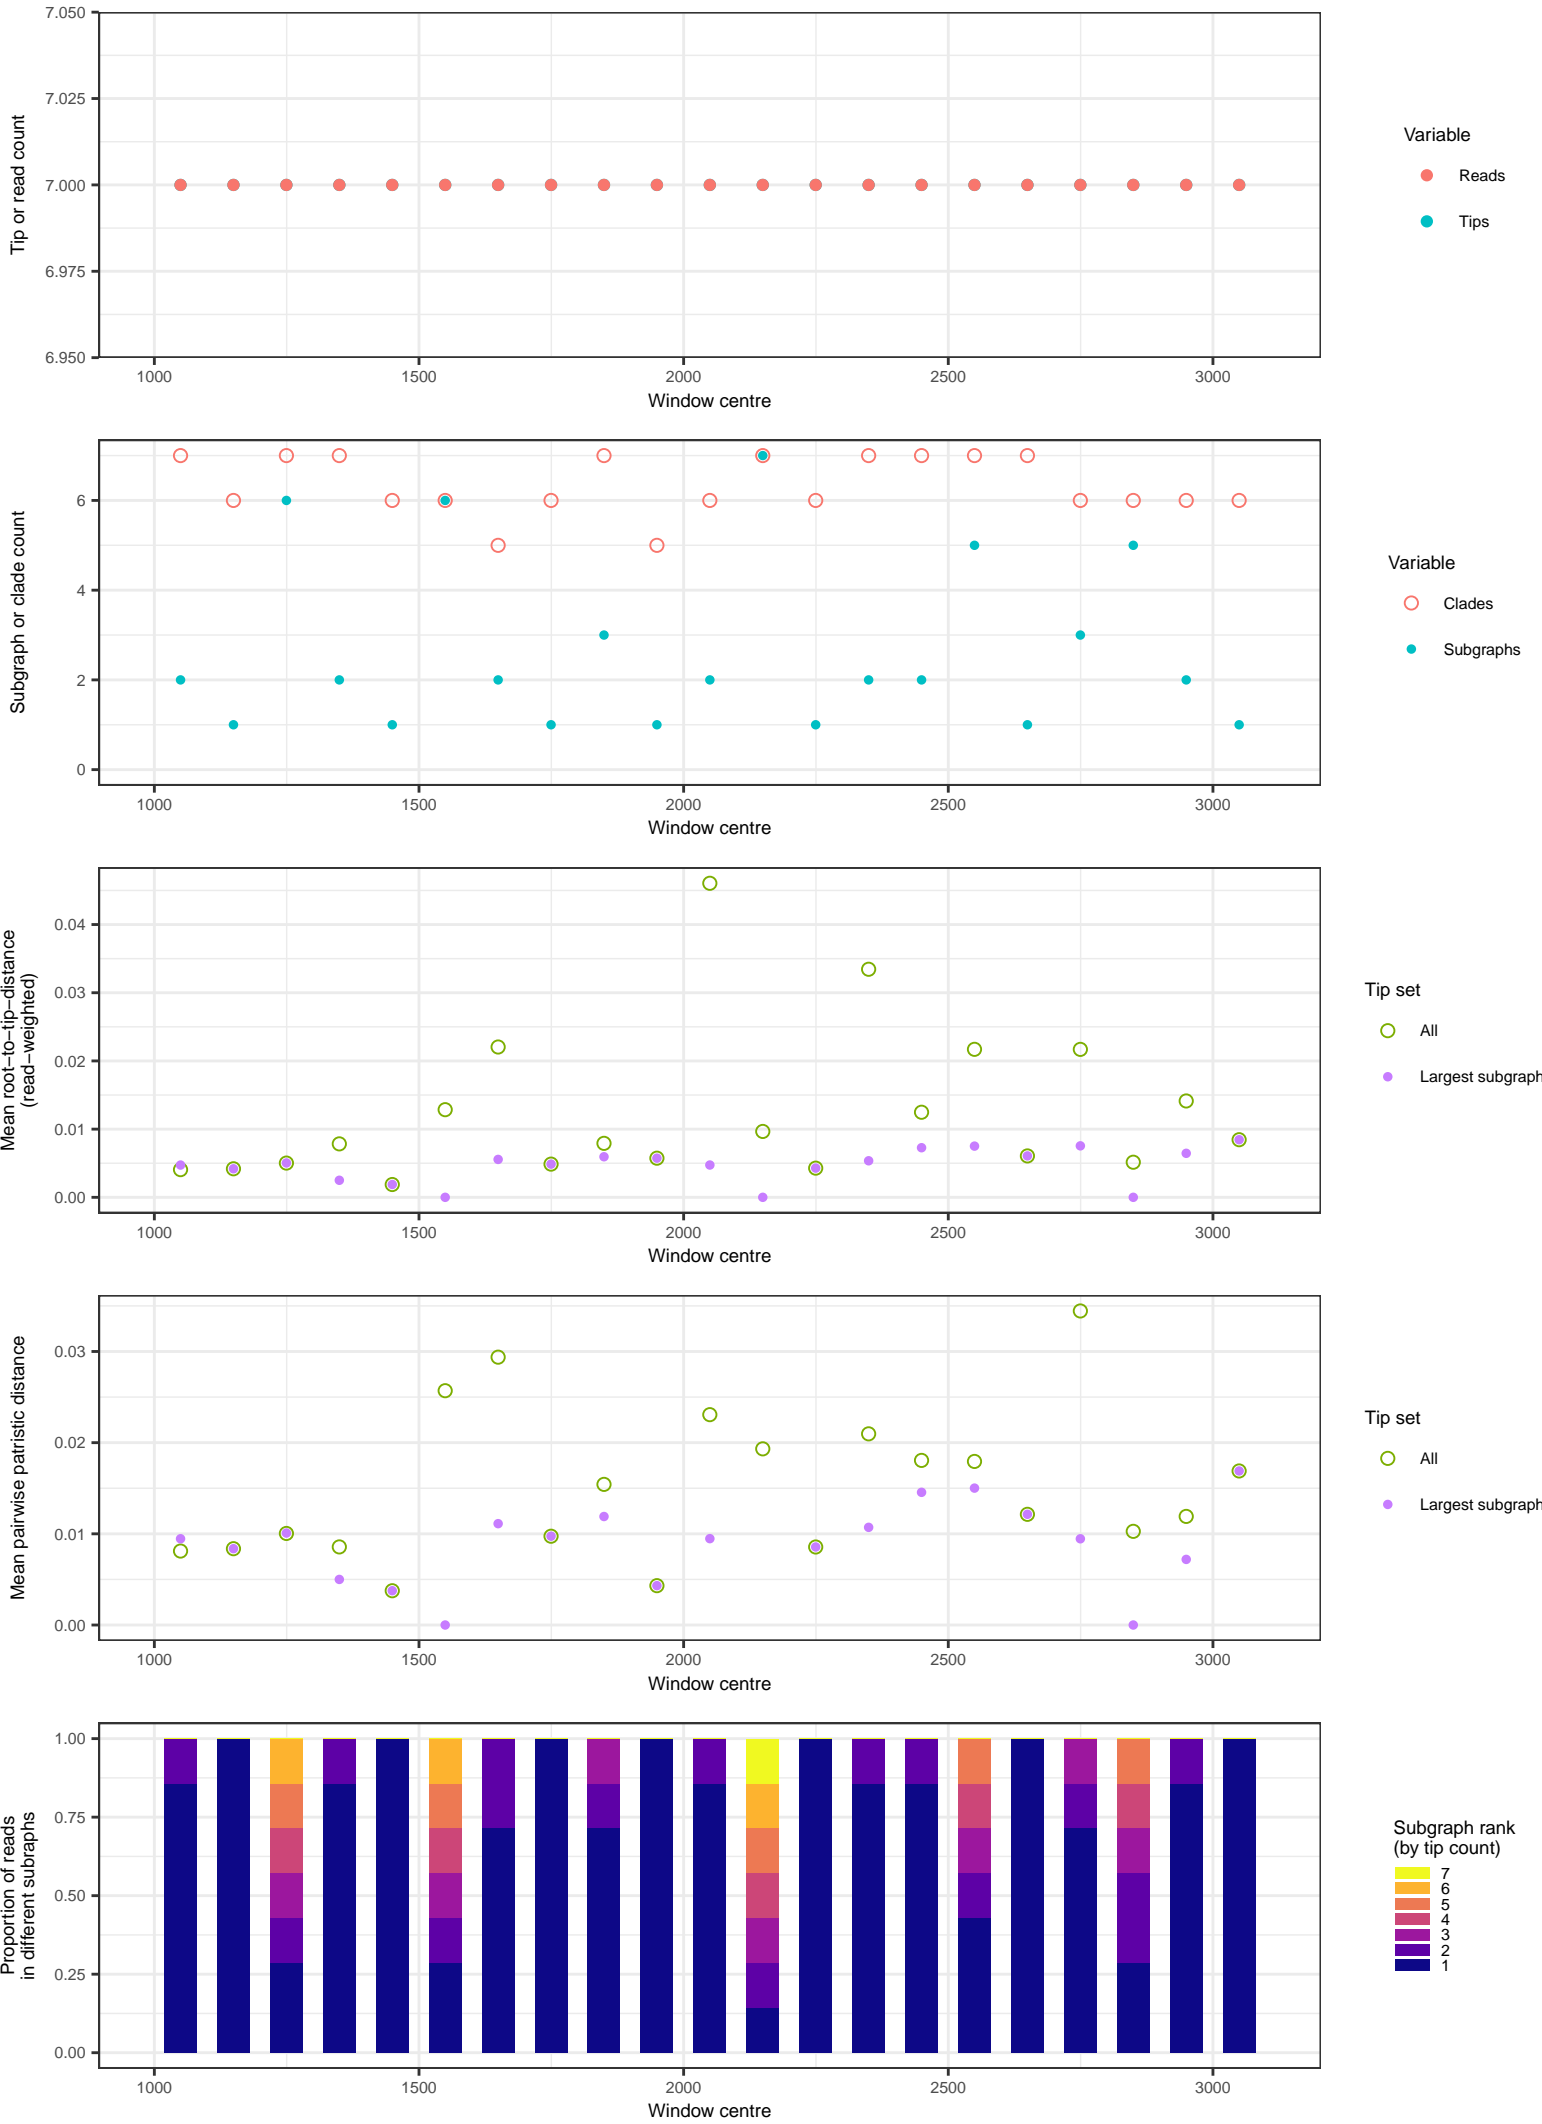 7.050
7.025
7.000
6.975
6.950
Tip or read count
1000 1500 2000 2500 3000
Window centre
Variable
Reads
Tips
6
4
2
0
Subgraph or clade count
1000 1500 2000 2500 3000
Window centre
Variable
Clades
Subgraphs
0.04
0.03
0.02
0.01
0.00
Mean root−to−tip−distance
(read−weighted)
1000 1500 2000 2500 3000
Window centre
Tip set
All
Largest subgraph
0.03
0.02
0.01
0.00
Mean pairwise patristic distance
1000 1500 2000 2500 3000
Window centre
Tip set
All
Largest subgraph
1.00
0.75
0.50
0.25
0.00
Proportion of reads
in different subraphs
1000 1500 2000 2500 3000
Window centre
Subgraph rank
(by tip count)
7
6
5
4
3
2
1